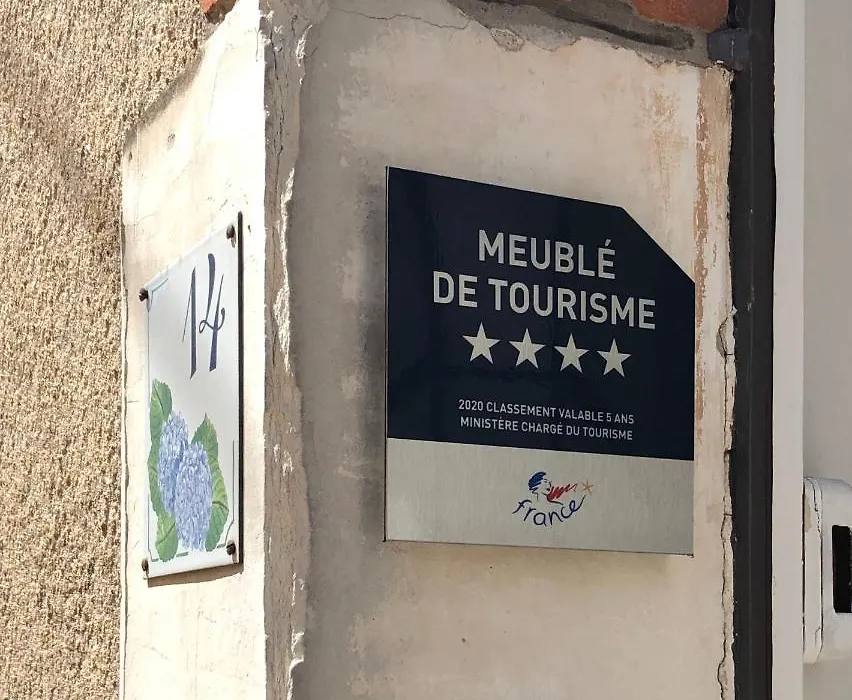 14
MEUBLÉ
DE TOURISME
2020 CLASSEMENT VALABLE 5 ANS
MINISTÈRE CHARGÉ DU TOURISME
france